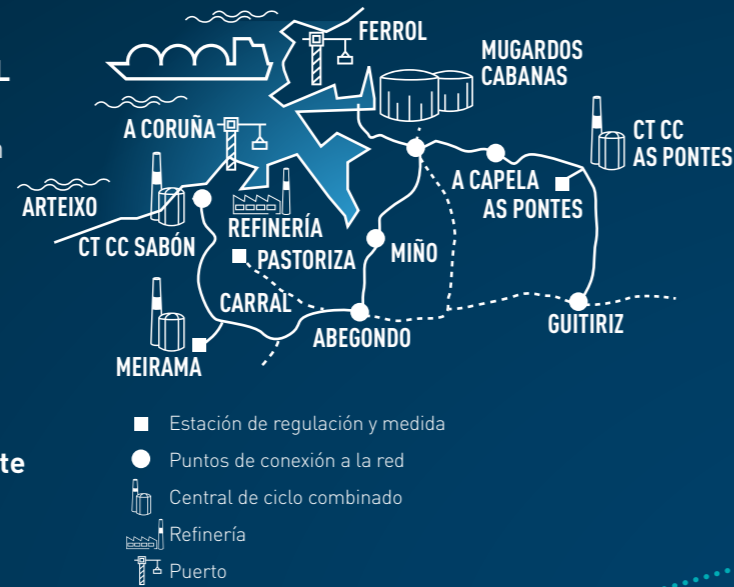 L
n
te
FERROL
MUGARDOS
CABANAS
A CORUÑA
CT CC
AS PONTES
ARTEIXO
A CAPELA
AS PONTES
REFINERÍA
CT CC SABÓN
PASTORIZA
MIÑO
CARRAL
ABEGONDO
GUITIRIZ
MEIRAMA
Estación de regulación y medida
Puntos de conexión a la red
Central de ciclo combinado
Refinería
Puerto